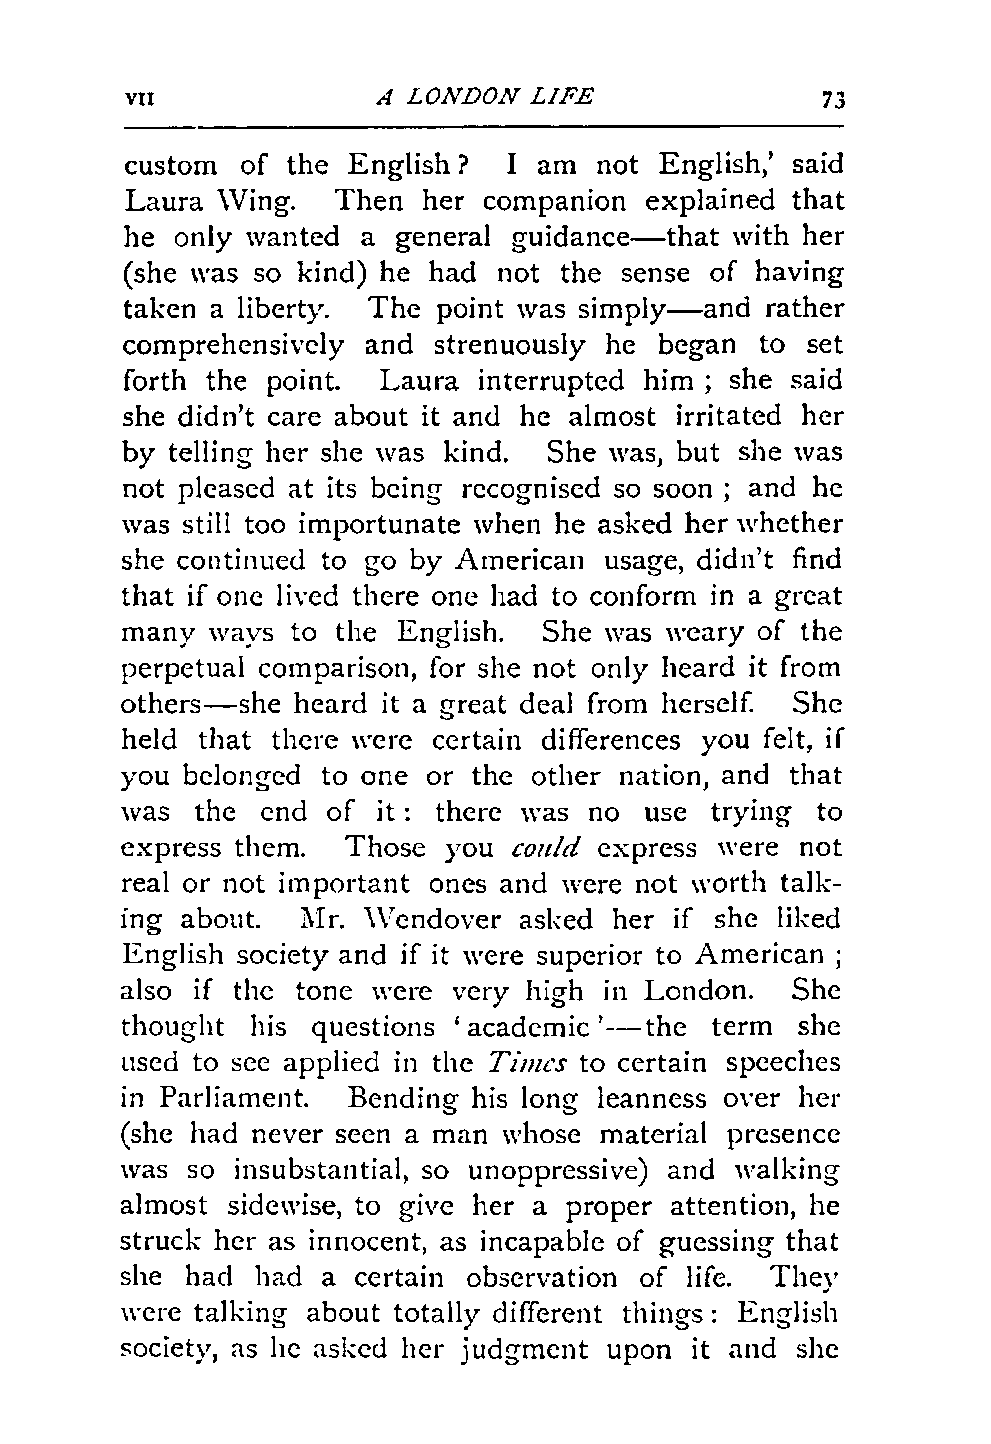 VII A LONDON LIFE 73
custom of the English? I am not English,' said
Laura Wing. Then her companion explained that
he only wanted a general guidance—that with her
(she was so kind) he had not the sense of having
taken a liberty. The point was simply—and rather
comprehensively and strenuously he began to set
forth the point. Laura interrupted him ; she said
she didn't care about it and he almost irritated her
by telling her she was kind. She was, but she was
not pleased at its being recognised so soon ; and he
was still too importunate when he asked her whether
she continued to go by American usage, didn't find
that if one lived there one had to conform in a great
many ways to the English. She was weary of the
perpetual comparison, for she not only heard it from
others—she heard it a great deal from herself. She
held that there were certain differences you felt, if
you belonged to one or the other nation, and that
was the end of it: there was no use trying to
express them. Those you could express were not
real or not important ones and were not worth talk-
ing about. Mr. Wendover asked her if she liked
English society and if it were superior to American ;
also if the tone were very high in London. She
thought his questions 'academic'—the term she
used to see applied in the Times to certain speeches
in Parliament. Bending his long leanness over her
(she had never seen a man whose material presence
was so insubstantial, so unoppressive) and walking
almost sidewise, to give her a proper attention, he
struck her as innocent, as incapable of guessing that
she had had a certain observation of life. They
were talking about totally different things: English
society, as he asked her judgment upon it and she